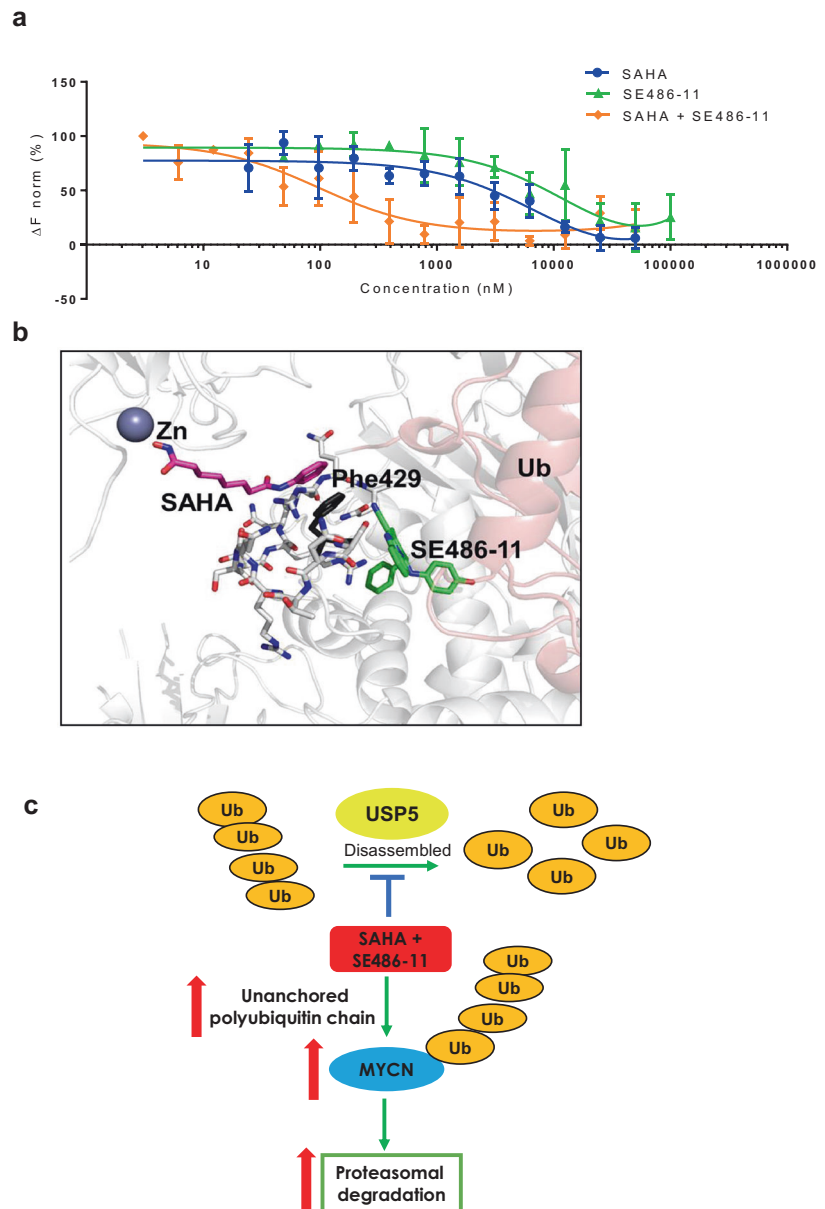 a
SAHA
SE486-11
SAHA + SE486-11
150
100
50
0
-50
ΔF norm (%)
10
100
1000
10000
100000
1000000
Concentration (nM)
b
Zn
SAHA
Phe429
SE486-11
Ub
c
Ub
Ub
Ub
Ub
USP5
Disassembled
Ub
Ub
Ub
Ub
SAHA +
SE486-11
Unanchored
polyubiquitin chain
Ub
Ub
Ub
Ub
MYCN
Proteasomal
degradation